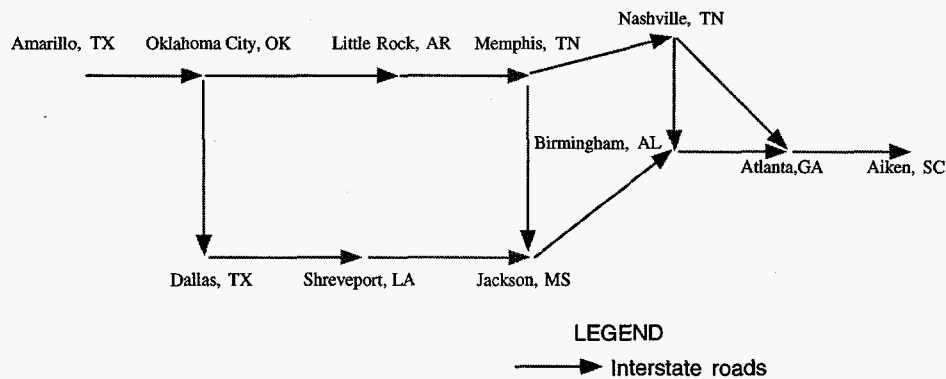 Nashville, TN
Amarillo, TX
Oklahoma City, OK
Little Rock, AR
Memphis, TN
Birmingham, AL
Atlanta,GA
Aiken, SC
Dallas, TX
Shreveport, LA
Jackson, MS
LEGEND
Interstate roads